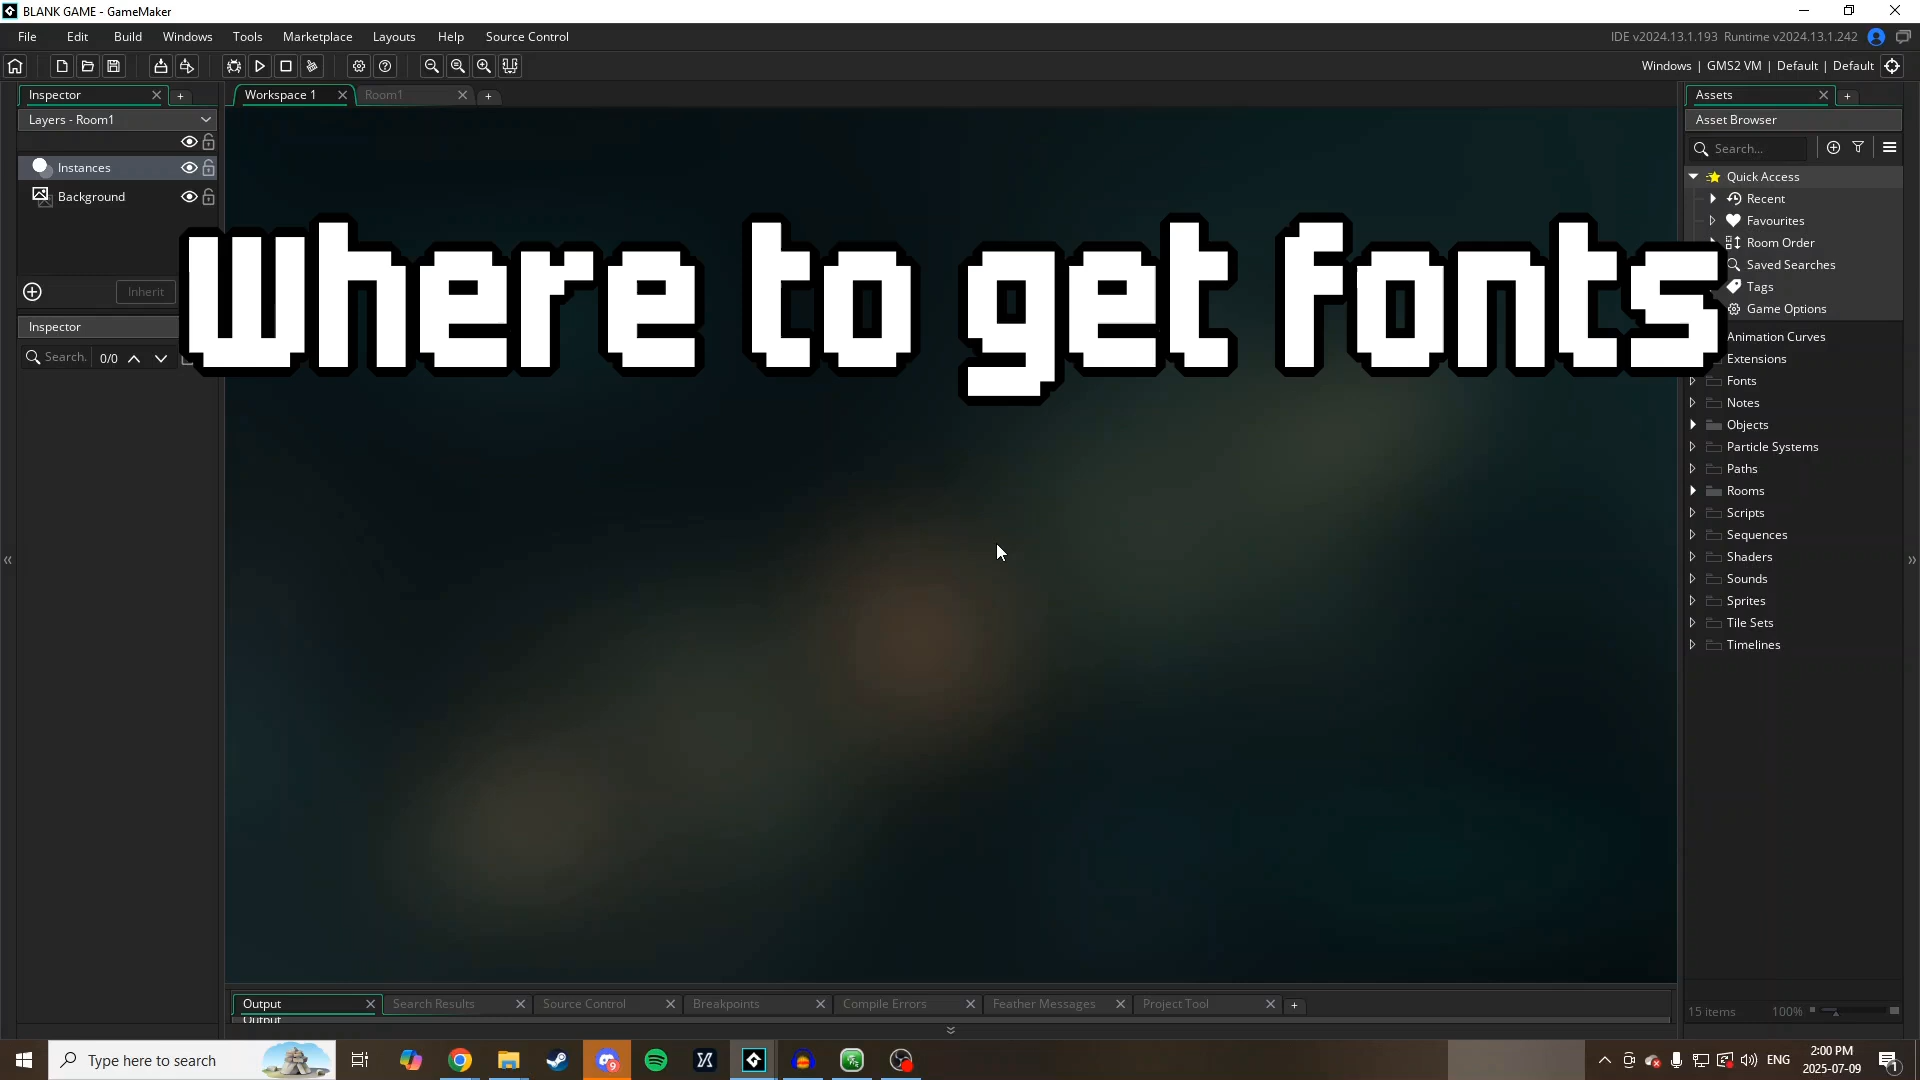 BLANK GAME - GameMaker
File Edit Build Windows Tools Marketplace Layouts Help Source Control
IDE v2024.13.1.193 Runtime v2024.13.1.242
Windows | GMS2 VM | Default | Default
Inspector
Layers - Room1
Instances
Background
Inherit
Inspector
Search. 0/0
Workspace 1
Room1
Where to get fonts
Assets
Asset Browser
Search...
Quick Access
Recent
Favourites
Room Order
Saved Searches
Tags
Game Options
Animation Curves
Extensions
Fonts
Notes
Objects
Particle Systems
Paths
Rooms
Scripts
Sequences
Shaders
Sounds
Sprites
Tile Sets
Timelines
15 items 100%
Output Search Results Source Control Breakpoints Compile Errors Feather Messages Project Tool
Output
Type here to search
9
ENG
2:00 PM
2025-07-09
1